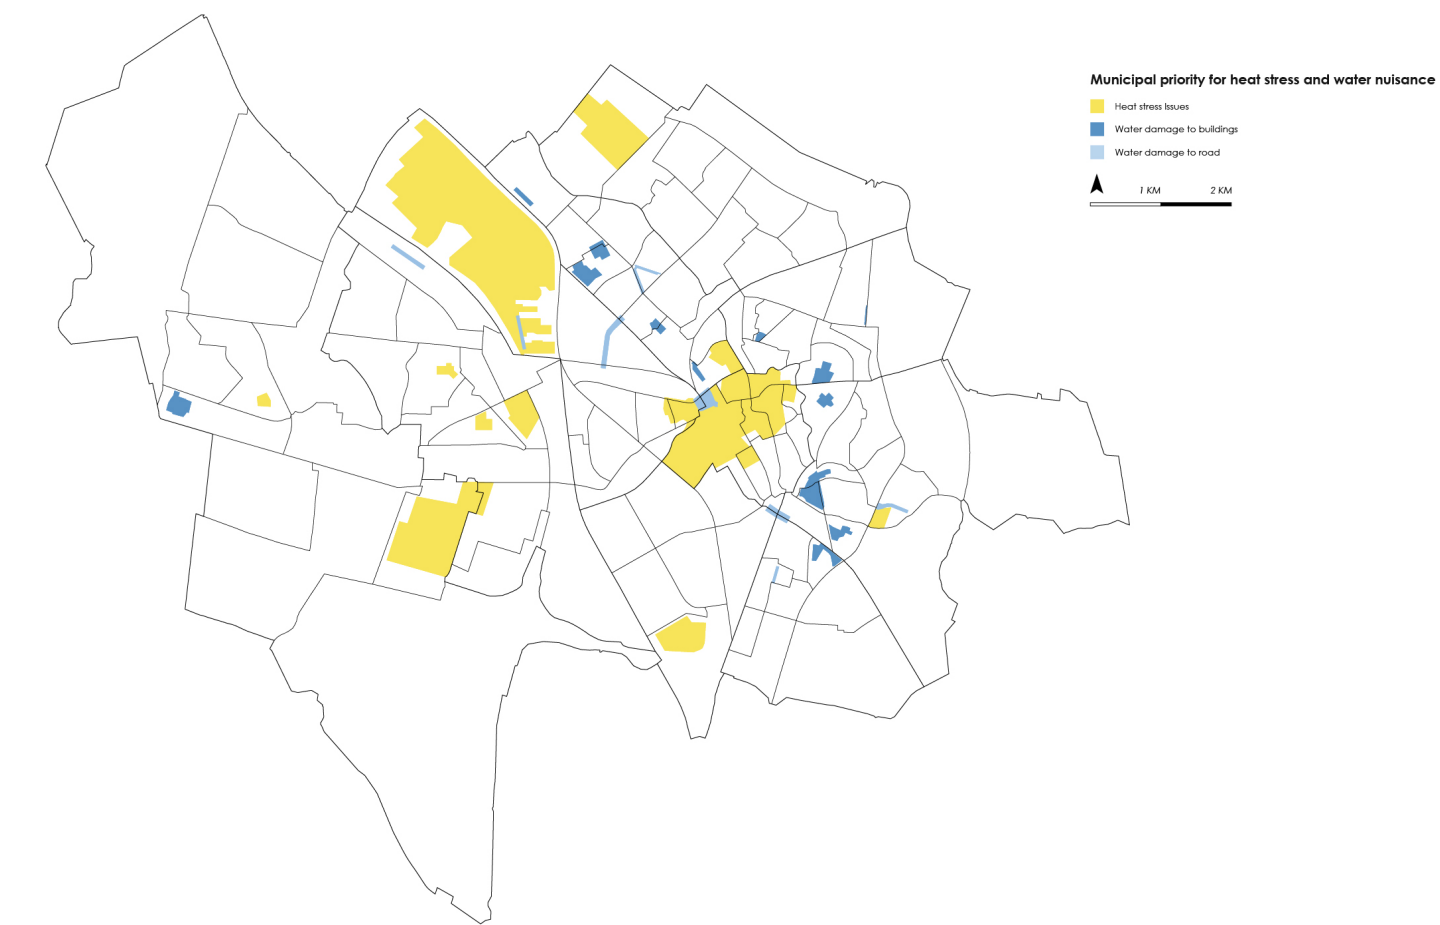 Municipal priority for heat stress and water nuisance
Heat stress Issues
Water damage to buildings
Water damage to road
1 KM 2 KM